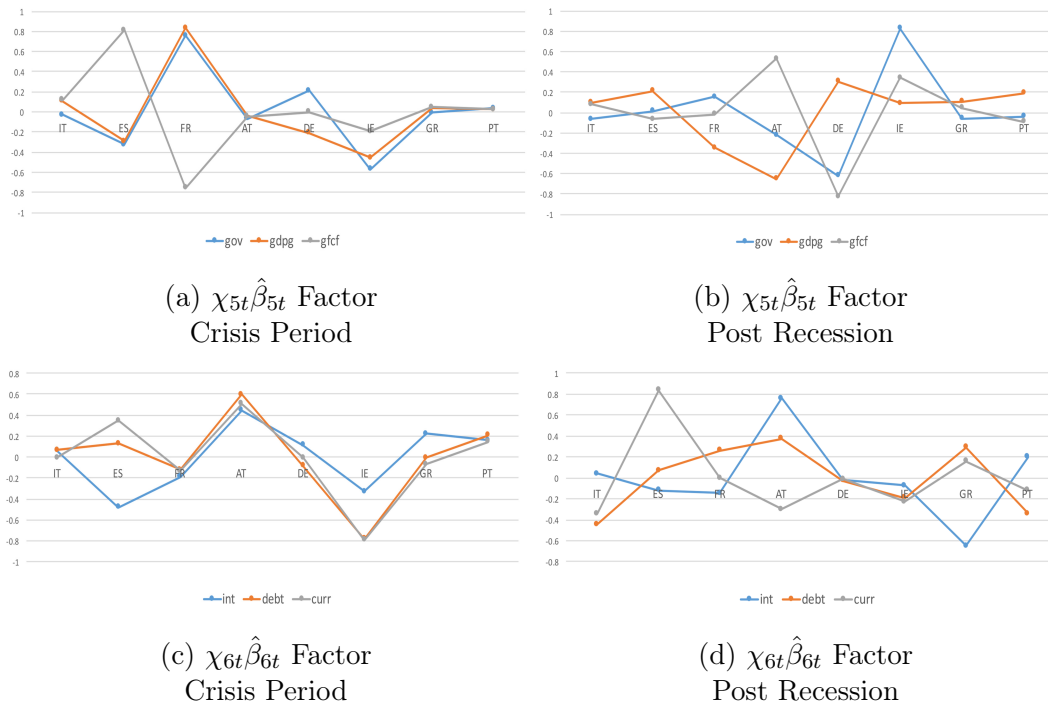 1
0.8
0.6
0.4
0.2
0
-0.2
-0.4
-0.6
-0.8
-1
IT ES FR AT DE IE GR PT
gov gdpg gfcf
(a) χ5tβ̂5t Factor
Crisis Period
1
0.8
0.6
0.4
0.2
0
-0.2
-0.4
-0.6
-0.8
-1
IT ES FR AT DE IE GR PT
gov gdpg gfcf
(b) χ5tβ̂5t Factor
Post Recession
0.8
0.6
0.4
0.2
0
-0.2
-0.4
-0.6
-0.8
-1
IT ES FR AT DE IE GR PT
int debt curr
(c) χ6tβ̂6t Factor
Crisis Period
1
0.8
0.6
0.4
0.2
0
-0.2
-0.4
-0.6
-0.8
IT ES FR AT DE IE GR PT
int debt curr
(d) χ6tβ̂6t Factor
Post Recession